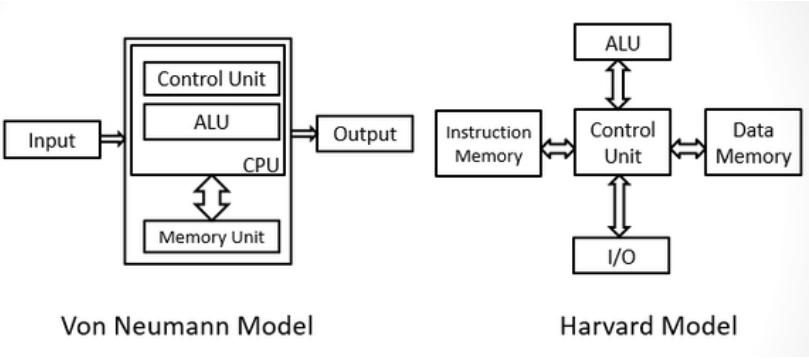 Input
Control Unit
ALU
CPU
Memory Unit
Output
Von Neumann Model
ALU
Instruction
Memory
Control
Unit
Data
Memory
I/O
Harvard Model